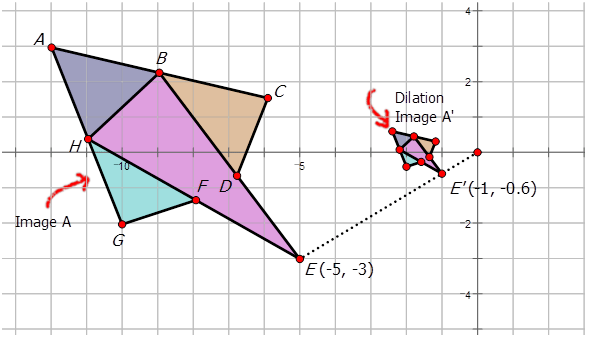 4
A
B
2
C
Dilation
Image A'
H
-10
-5
F
D
E'(-1, -0.6)
Image A
G
-2
E(-5, -3)
-4